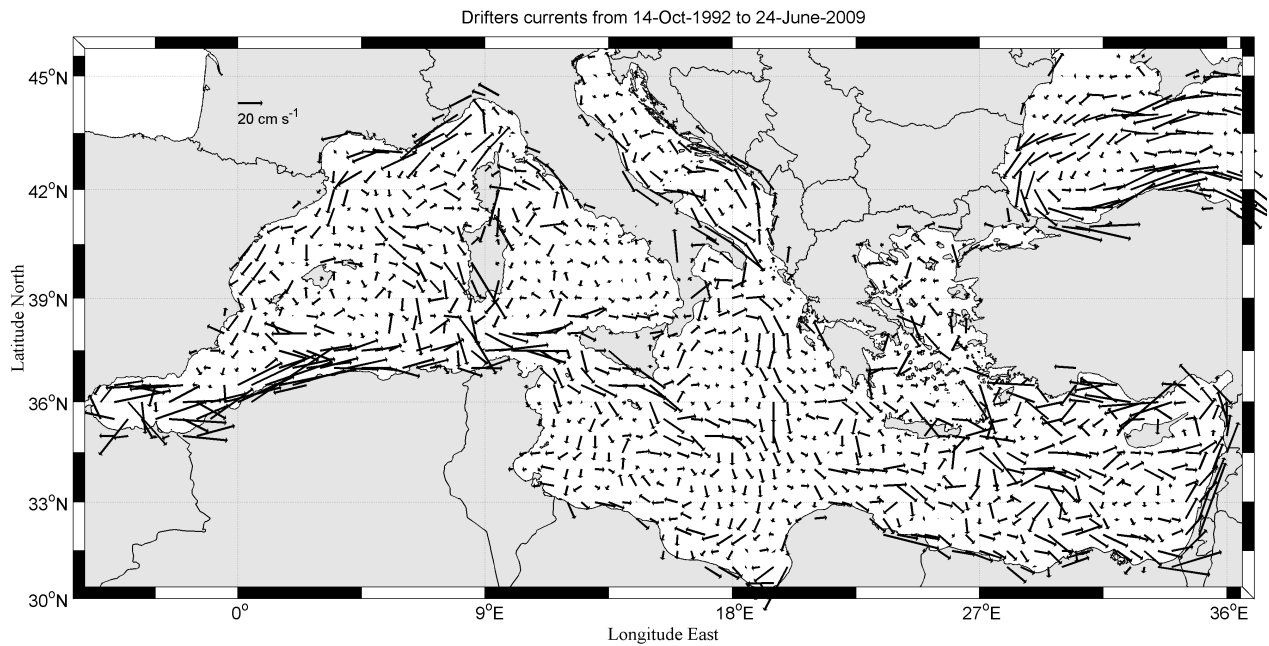 Drifters currents from 14-Oct-1992 to 24-June-2009
45°N
20 cm s⁻¹
42°N
Latitude North
39°N
36°N
33°N
30°N
0° 9°E 18°E 27°E 36°E
Longitude East